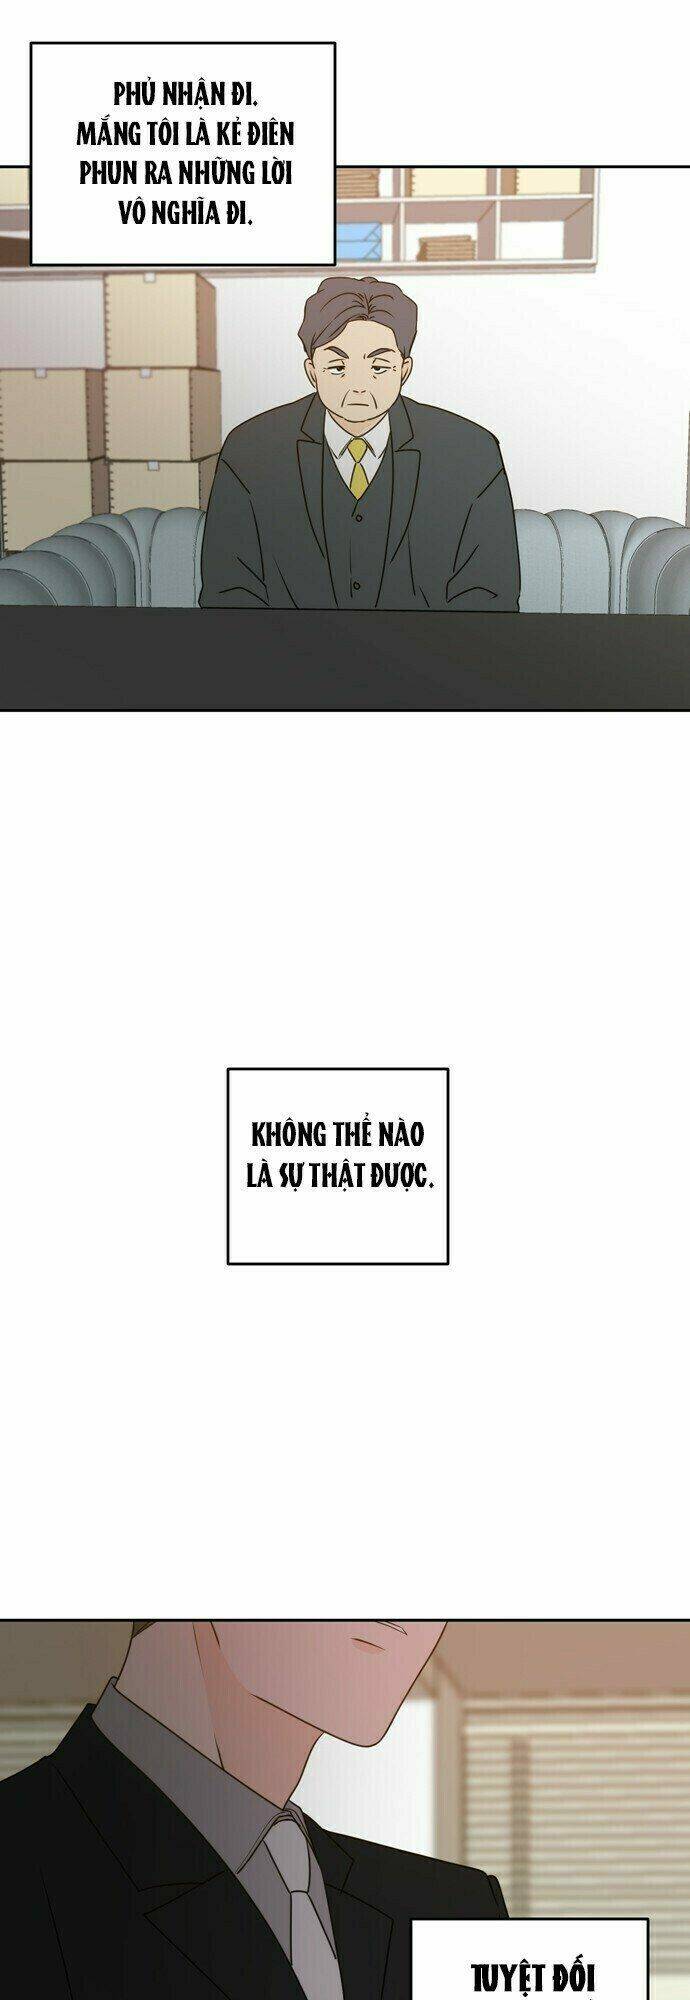 PHỦ NHẬN ĐI.
MẮNG TÔI LÀ KẺ ĐIÊN
PHUN RA NHỮNG LỜI
VÔ NGHĨA ĐI.
KHÔNG THỂ NÀO
LÀ SỰ THẬT ĐƯỢC.
TUYỆT ĐỐI